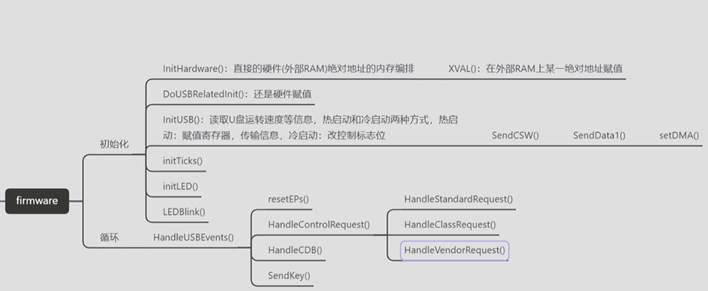 InitHardware()：直接的硬件(外部RAM)绝对地址的内存编排
XVAL()：在外部RAM上某一绝对地址赋值
DoUSBRelatedInit：还是硬件赋值
InitUSB()：读取U盘运转速度等信息，热启动和冷启动两种方式，热启
动：赋值寄存器，传输信息，冷启动：改控制标志位
SendCSW()
SendData1()
setDMA()
初始化
initTicks()
initLED()
LEDBlink()
firmware
循环
HandleUSBEvents()
resetEPs()
HandleControlRequest()
HandleStandardRequest()
HandleClassRequest()
HandleVendorRequest()
HandleCDB()
SendKey()